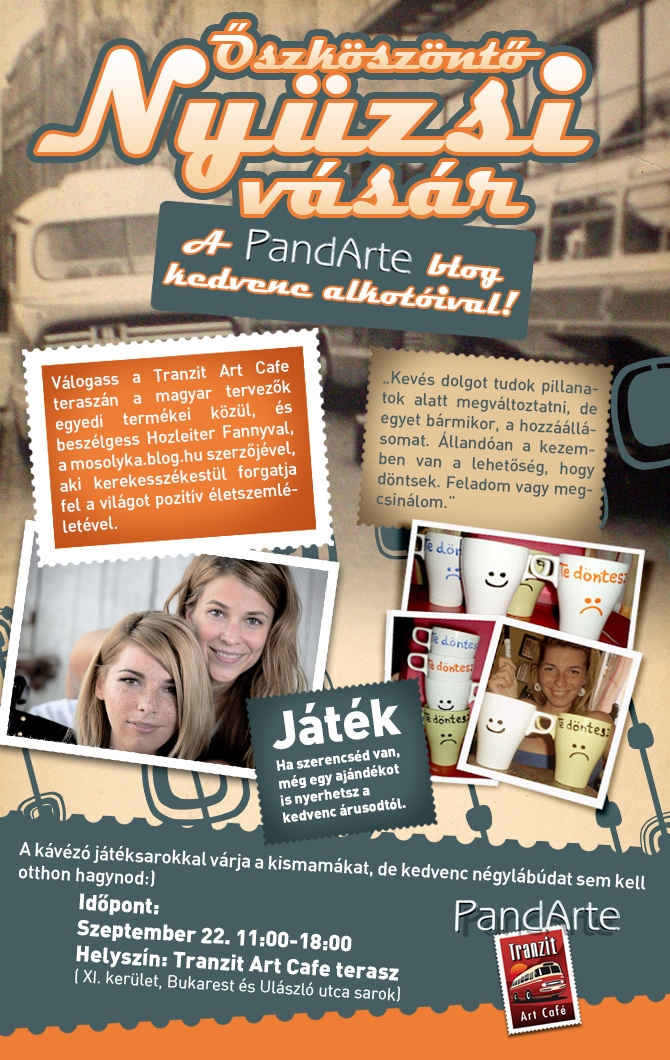 Őszköszöntő
Nyüzsi
vásár
A PandArte blog
kedvenc alkotóival!
Válogass a Tranzit Art Cafe
teraszán a magyar tervezők
egyedi termékei közül, és
beszélgess Hozleiter Fannyval,
a mosolyka.blog.hu szerzőjével,
aki kerekesszékestül forgatja
fel a világot pozitív életszemlé-
letével.
„Kevés dolgot tudok pillana-
tok alatt megváltoztatni, de
egyet bármikor, a hozzáállá-
somat. Állandóan a kezem-
ben van a lehetőség, hogy
döntsek. Feladom vagy meg-
csinálom.”
Te dön
Te döntesz
Te döntesz
Te döntesz
Te döntesz
Te döntesz
Játék
Ha szerencséd van,
még egy ajándékot
is nyerhetsz a
kedvenc árusodtól.
A kávézó játéksarokkal várja a kismamákat, de kedvenc négylábúdat sem kell
otthon hagynod:)
Időpont:
Szeptember 22. 11:00-18:00
Helyszín: Tranzit Art Cafe terasz
( XI. kerület, Bukarest és Ulászló utca sarok)
PandArte
Tranzit
Art Café